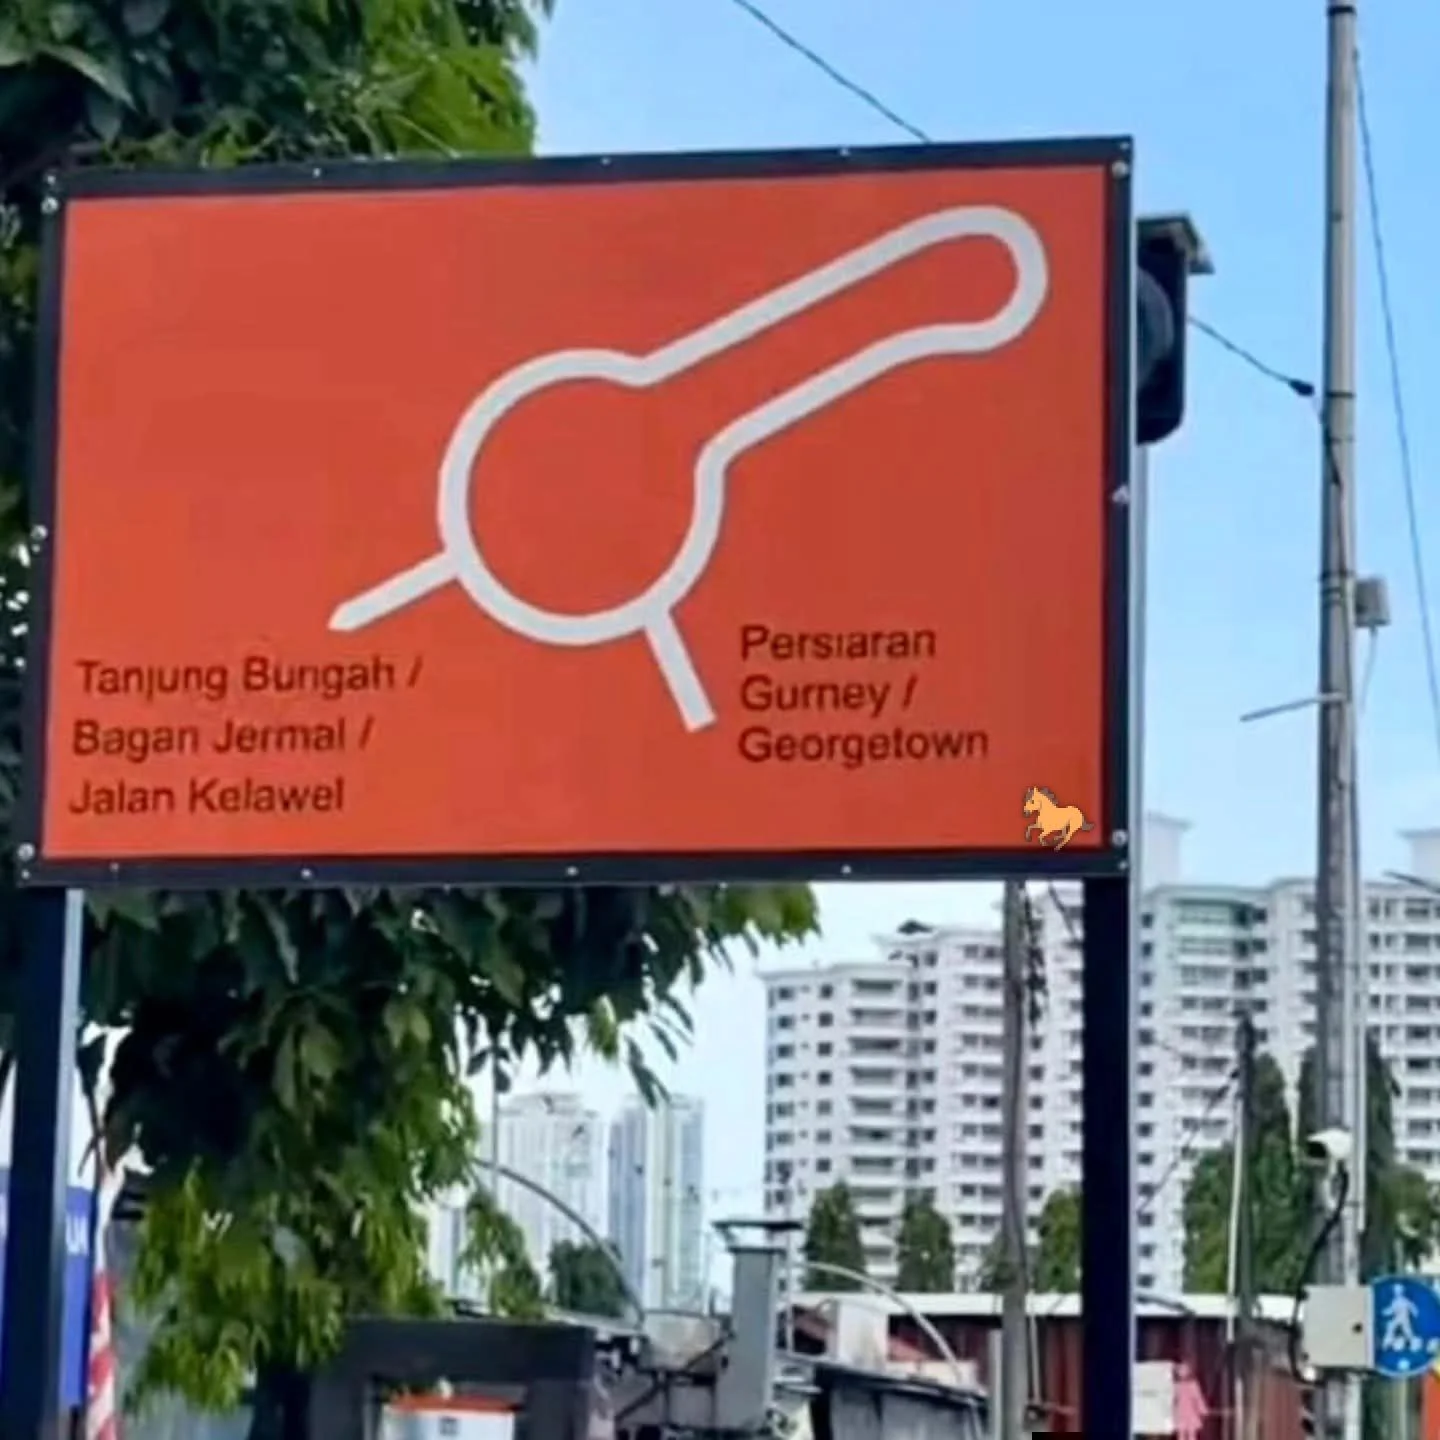 Tanjung Bungah /
Bagan Jermal /
Jalan Kelawei
Persiaran
Gurney /
Georgetown